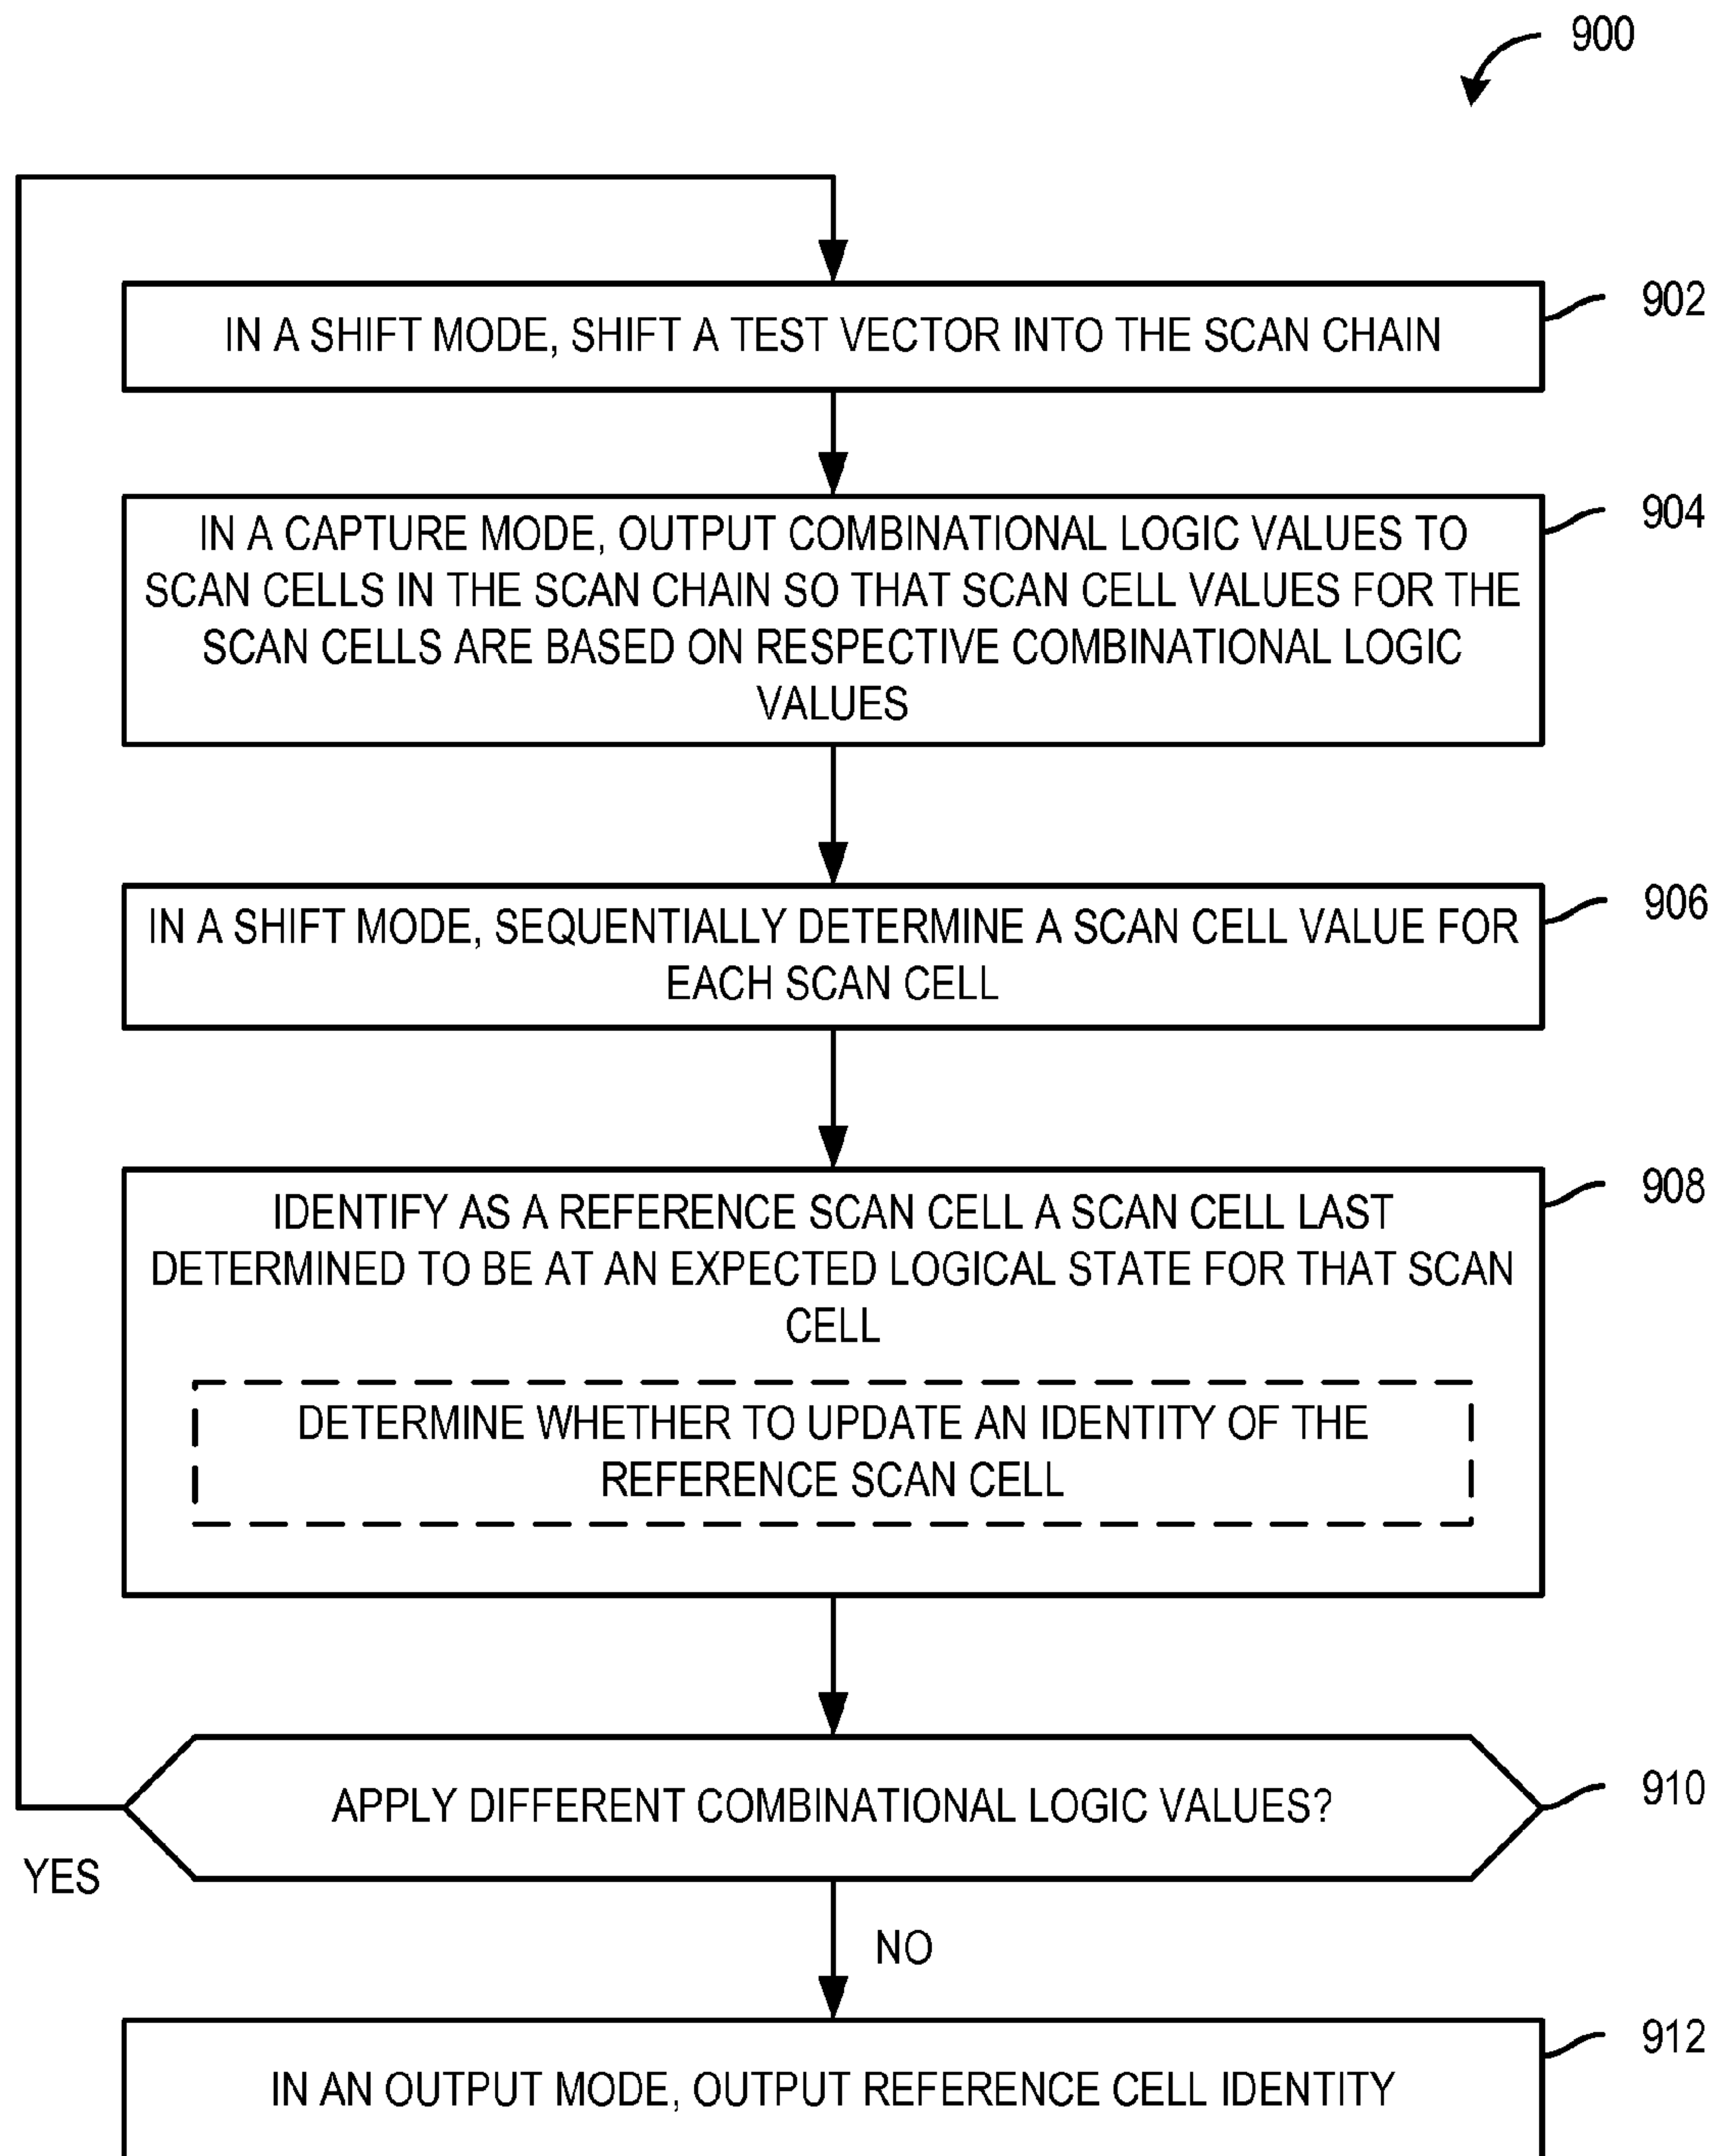 900
IN A SHIFT MODE, SHIFT A TEST VECTOR INTO THE SCAN CHAIN
902
IN A CAPTURE MODE, OUTPUT COMBINATIONAL LOGIC VALUES TO
SCAN CELLS IN THE SCAN CHAIN SO THAT SCAN CELL VALUES FOR THE
SCAN CELLS ARE BASED ON RESPECTIVE COMBINATIONAL LOGIC
VALUES
904
IN A SHIFT MODE, SEQUENTIALLY DETERMINE A SCAN CELL VALUE FOR
EACH SCAN CELL
906
IDENTIFY AS A REFERENCE SCAN CELL A SCAN CELL LAST
DETERMINED TO BE AT AN EXPECTED LOGICAL STATE FOR THAT SCAN
CELL
908
DETERMINE WHETHER TO UPDATE AN IDENTITY OF THE
REFERENCE SCAN CELL
APPLY DIFFERENT COMBINATIONAL LOGIC VALUES?
910
YES
NO
IN AN OUTPUT MODE, OUTPUT REFERENCE CELL IDENTITY
912